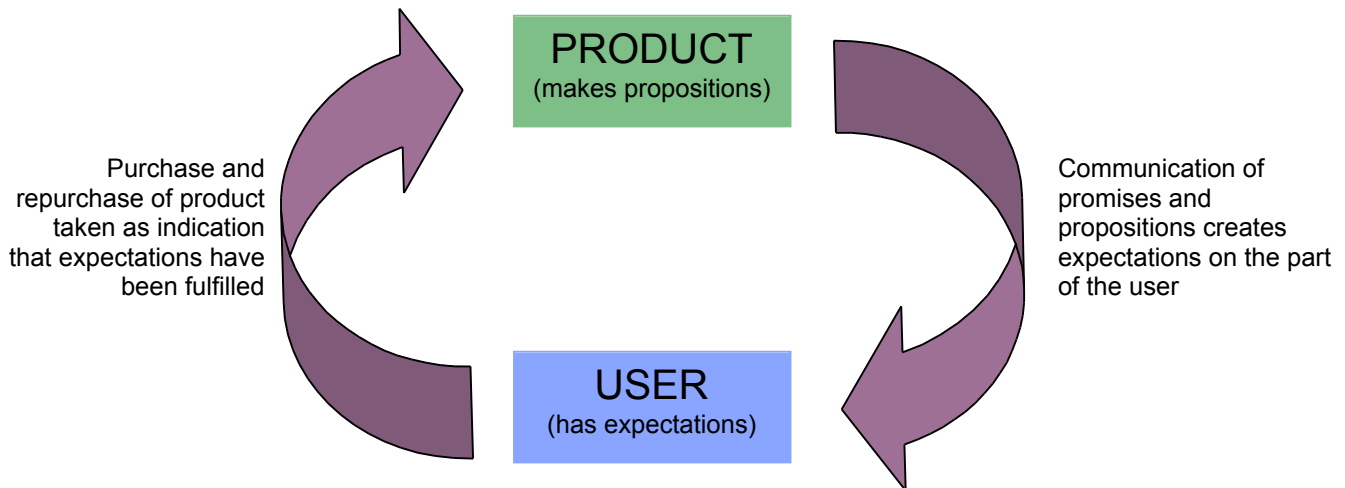 PRODUCT
(makes propositions)
Purchase and
repurchase of product
taken as indication
that expectations have
been fulfilled
Communication of
promises and
propositions creates
expectations on the part
of the user
USER
(has expectations)